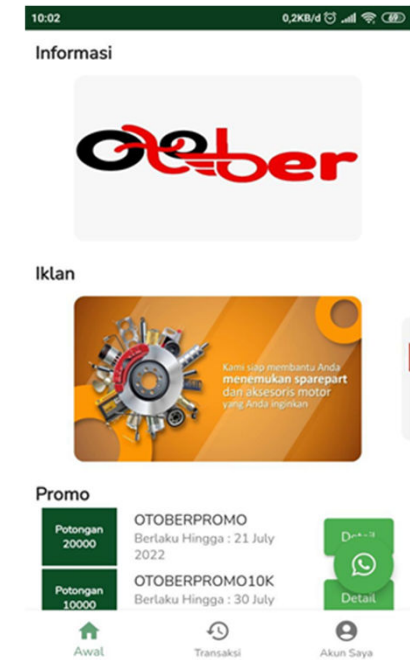 10:02 0,2KB/d 49
Informasi
otober
Iklan
Kami siap membantu Anda
menemukan sparepart
dan aksesoris motor
yang Anda inginkan
Promo
Potongan
20000
OTOBERPROMO
Berlaku Hingga : 21 July
2022
Detail
Potongan
10000
OTOBERPROMO10K
Berlaku Hingga : 30 July
Detail
Awal
Transaksi
Akun Saya